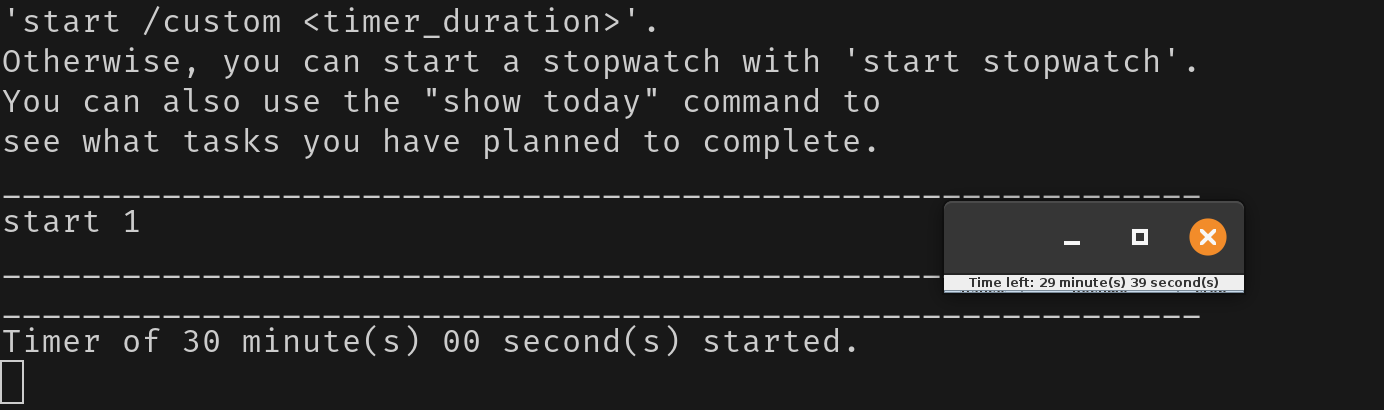 'start /custom <timer_duration>'.
Otherwise, you can start a stopwatch with 'start stopwatch'.
You can also use the "show today" command to
see what tasks you have planned to complete.
____________________________________________________________
start 1
____________________________________________________________
Time left: 29 minute(s) 39 second(s)
____________________________________________________________
Timer of 30 minute(s) 00 second(s) started.